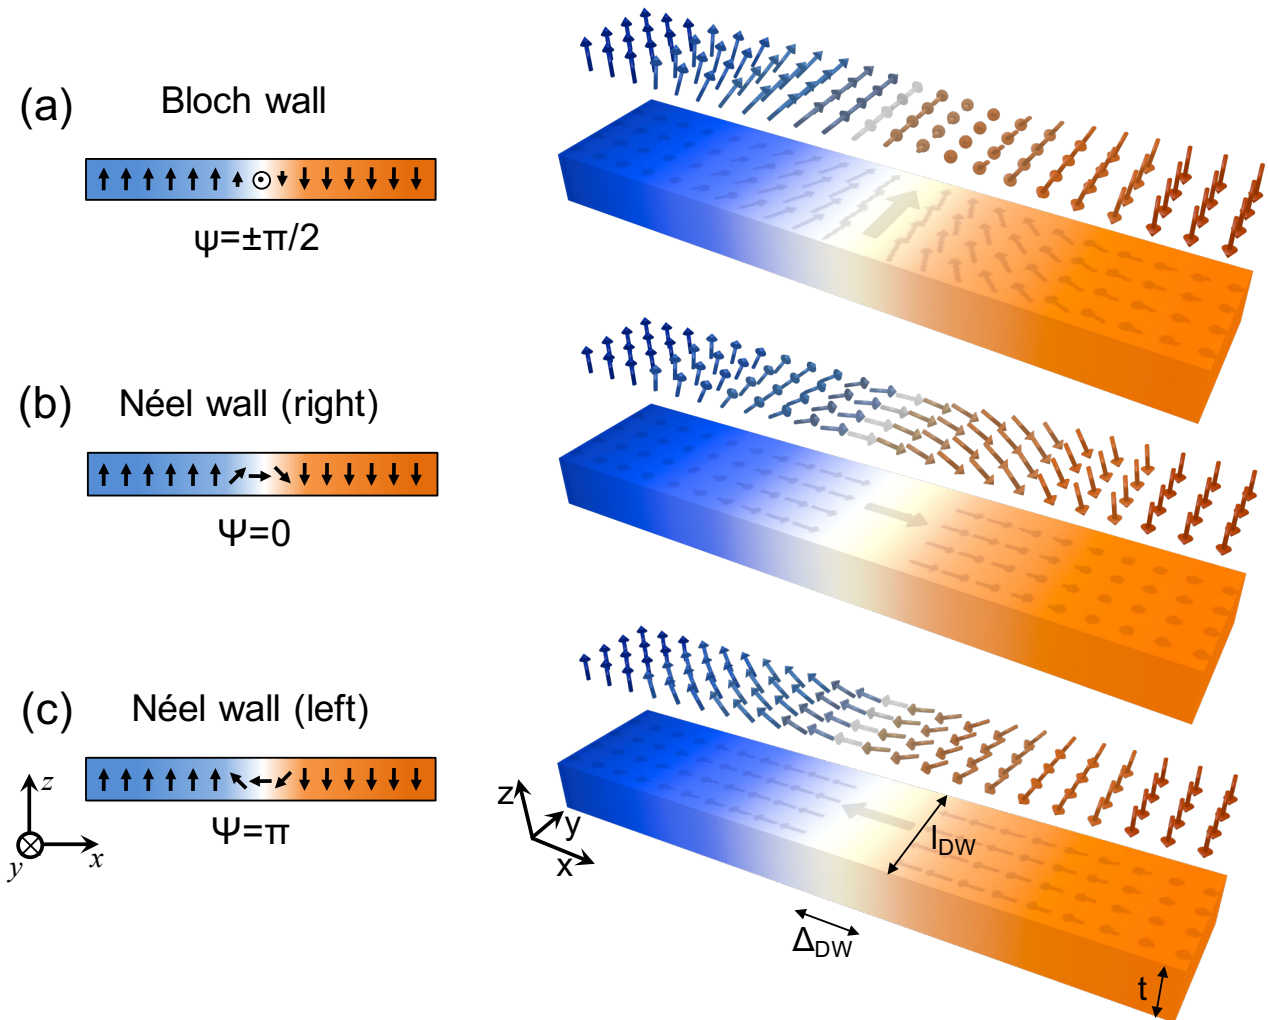 (a) Bloch wall
ψ=±π/2
(b) Néel wall (right)
Ψ=0
(c) Néel wall (left)
Ψ=π
z
y x
z
y
x
l_DW
Δ_DW
t